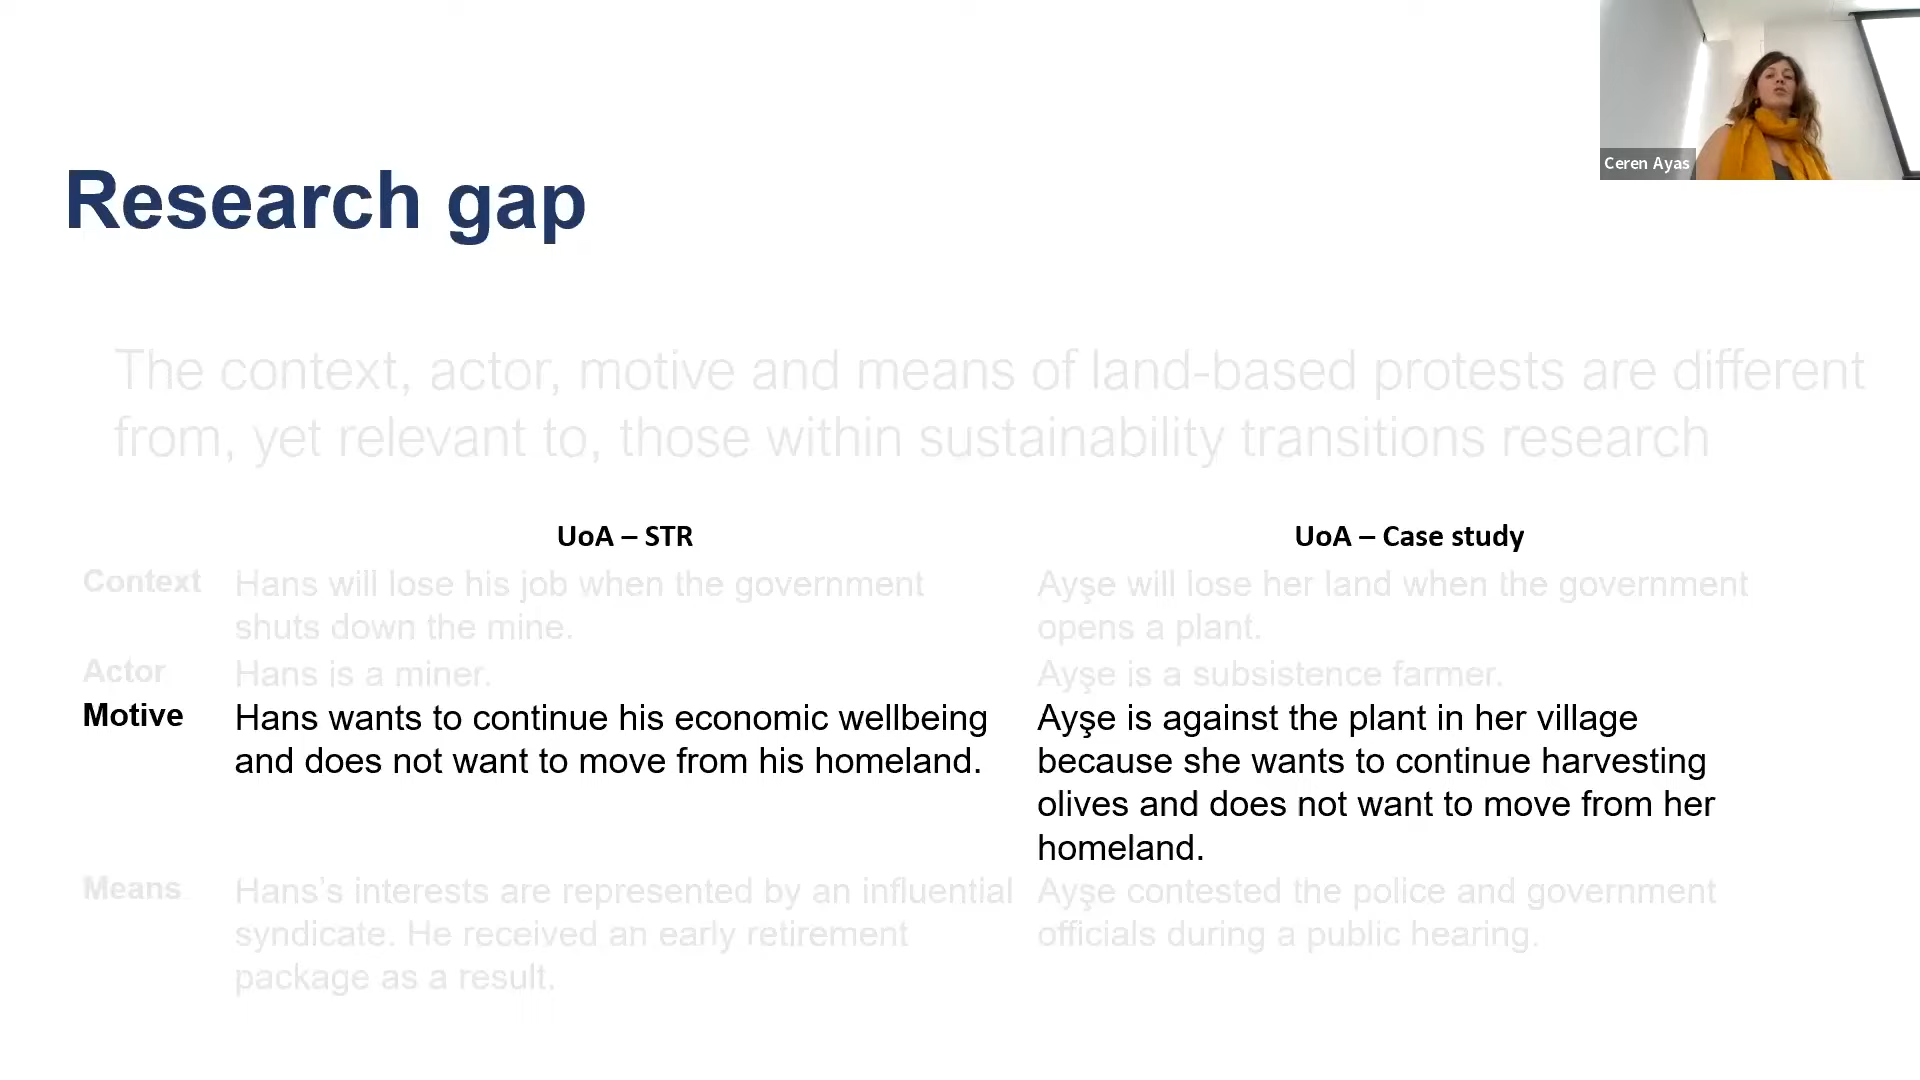 Ceren Ayas
Research gap
The context, actor, motive and means of land-based protests are different
from, yet relevant to, those within sustainability transitions research
UoA – STR
UoA – Case study
Context
Hans will lose his job when the government
shuts down the mine.
Ayşe will lose her land when the government
opens a plant.
Actor
Hans is a miner.
Ayşe is a subsistence farmer.
Motive
Hans wants to continue his economic wellbeing
and does not want to move from his homeland.
Ayşe is against the plant in her village
because she wants to continue harvesting
olives and does not want to move from her
homeland.
Means
Hans’s interests are represented by an influential
syndicate. He received an early retirement
package as a result.
Ayşe contested the police and government
officials during a public hearing.